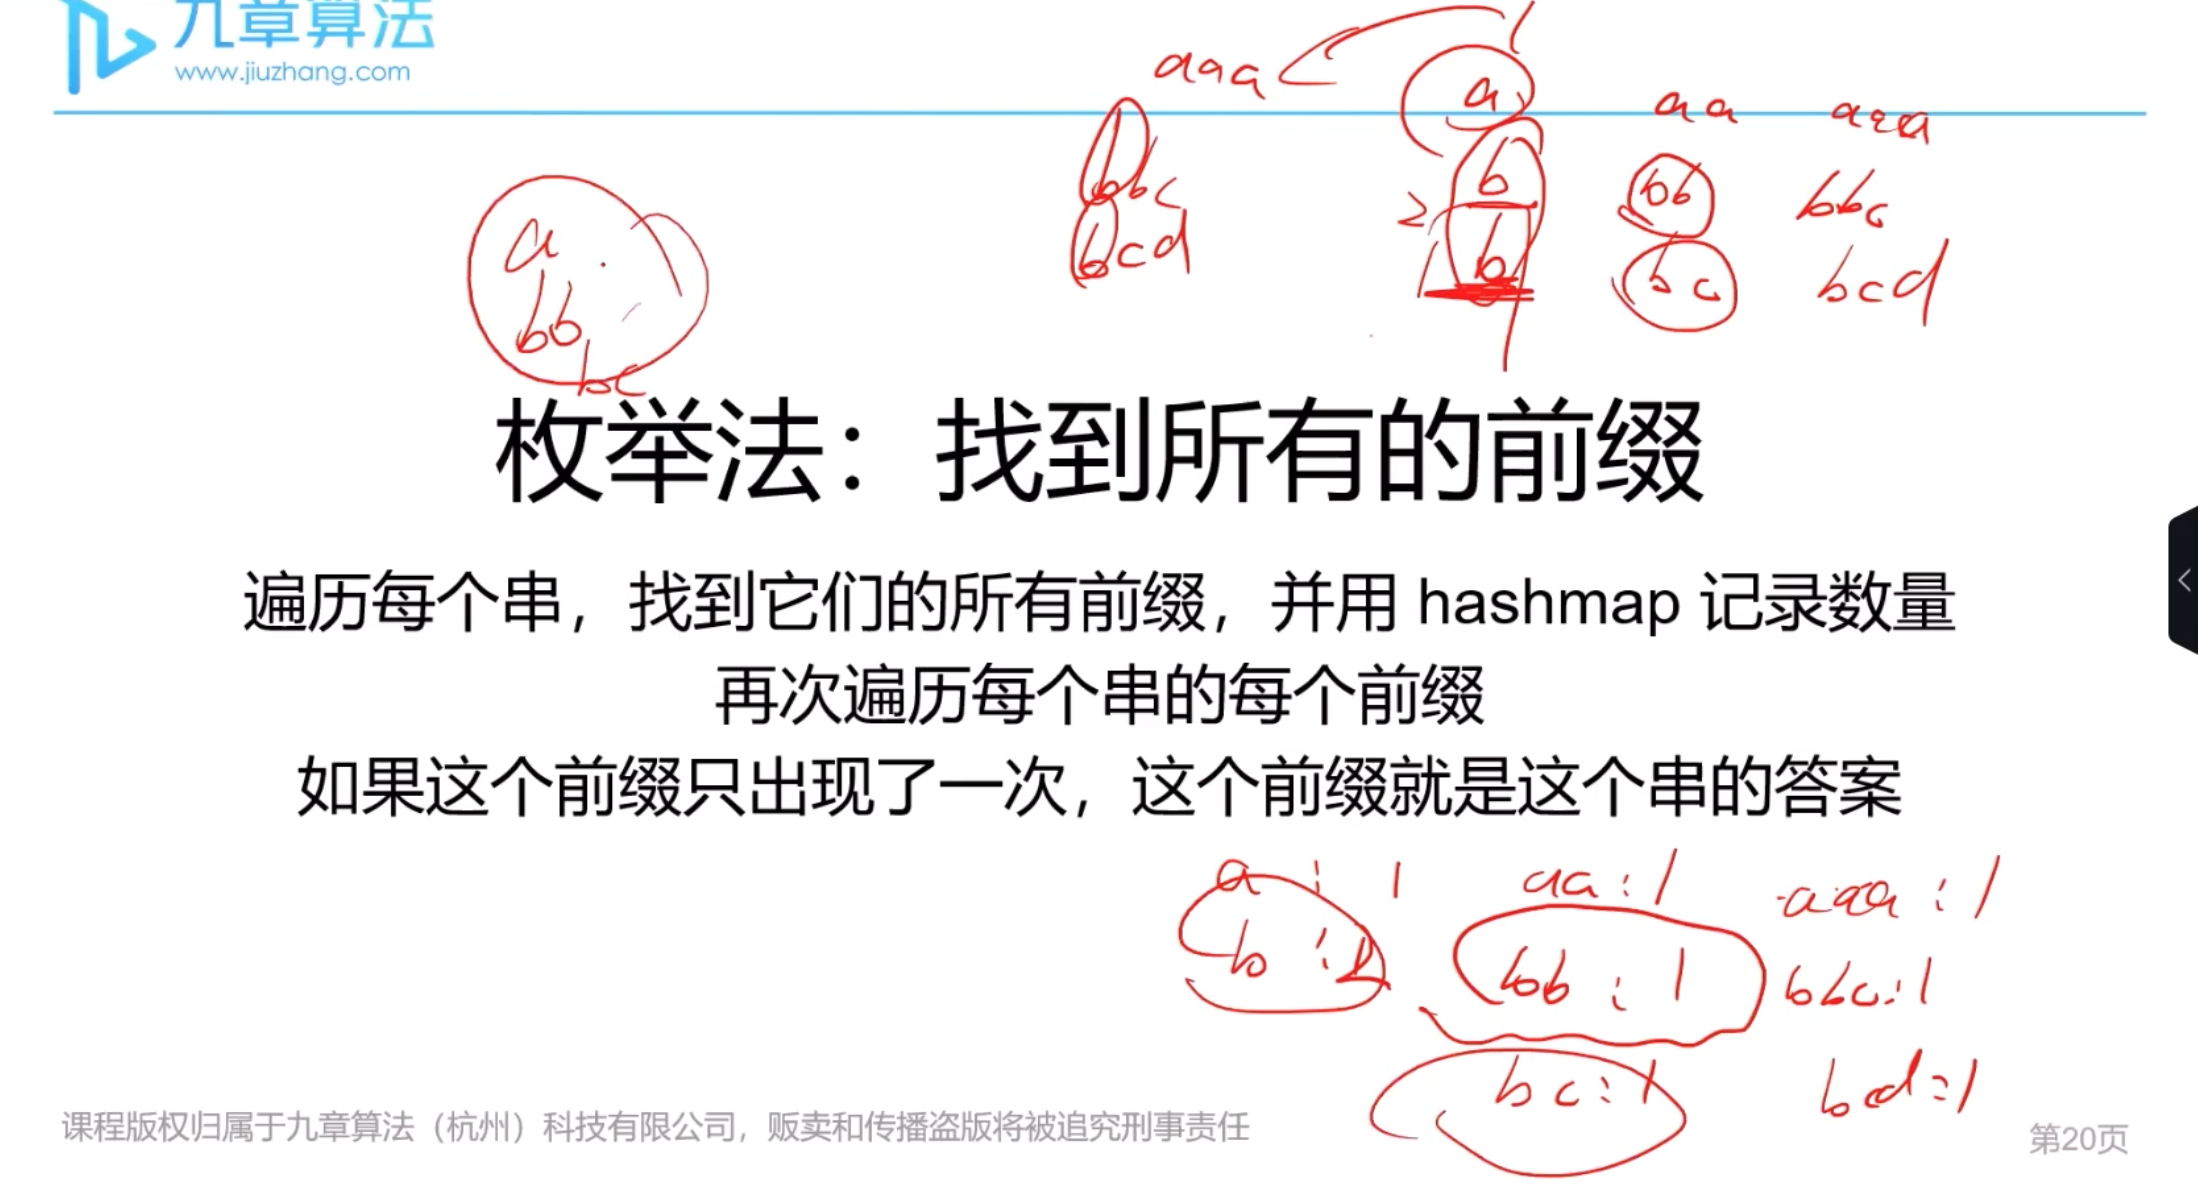 九章算法
www.jiuzhang.com
aaa a aa aaa
bbc b bb bbc
bcd b bc bcd
2
1
1
a
bb
bc
枚举法：找到所有的前缀
遍历每个串，找到它们的所有前缀，并用 hashmap 记录数量
再次遍历每个串的每个前缀
如果这个前缀只出现了一次，这个前缀就是这个串的答案
a : 1 aa : 1 aaa : 1
b : 2 bb : 1 bbc : 1
bc : 1 bcd : 1
课程版权归属于九章算法（杭州）科技有限公司，贩卖和传播盗版将被追究刑事责任
第20页